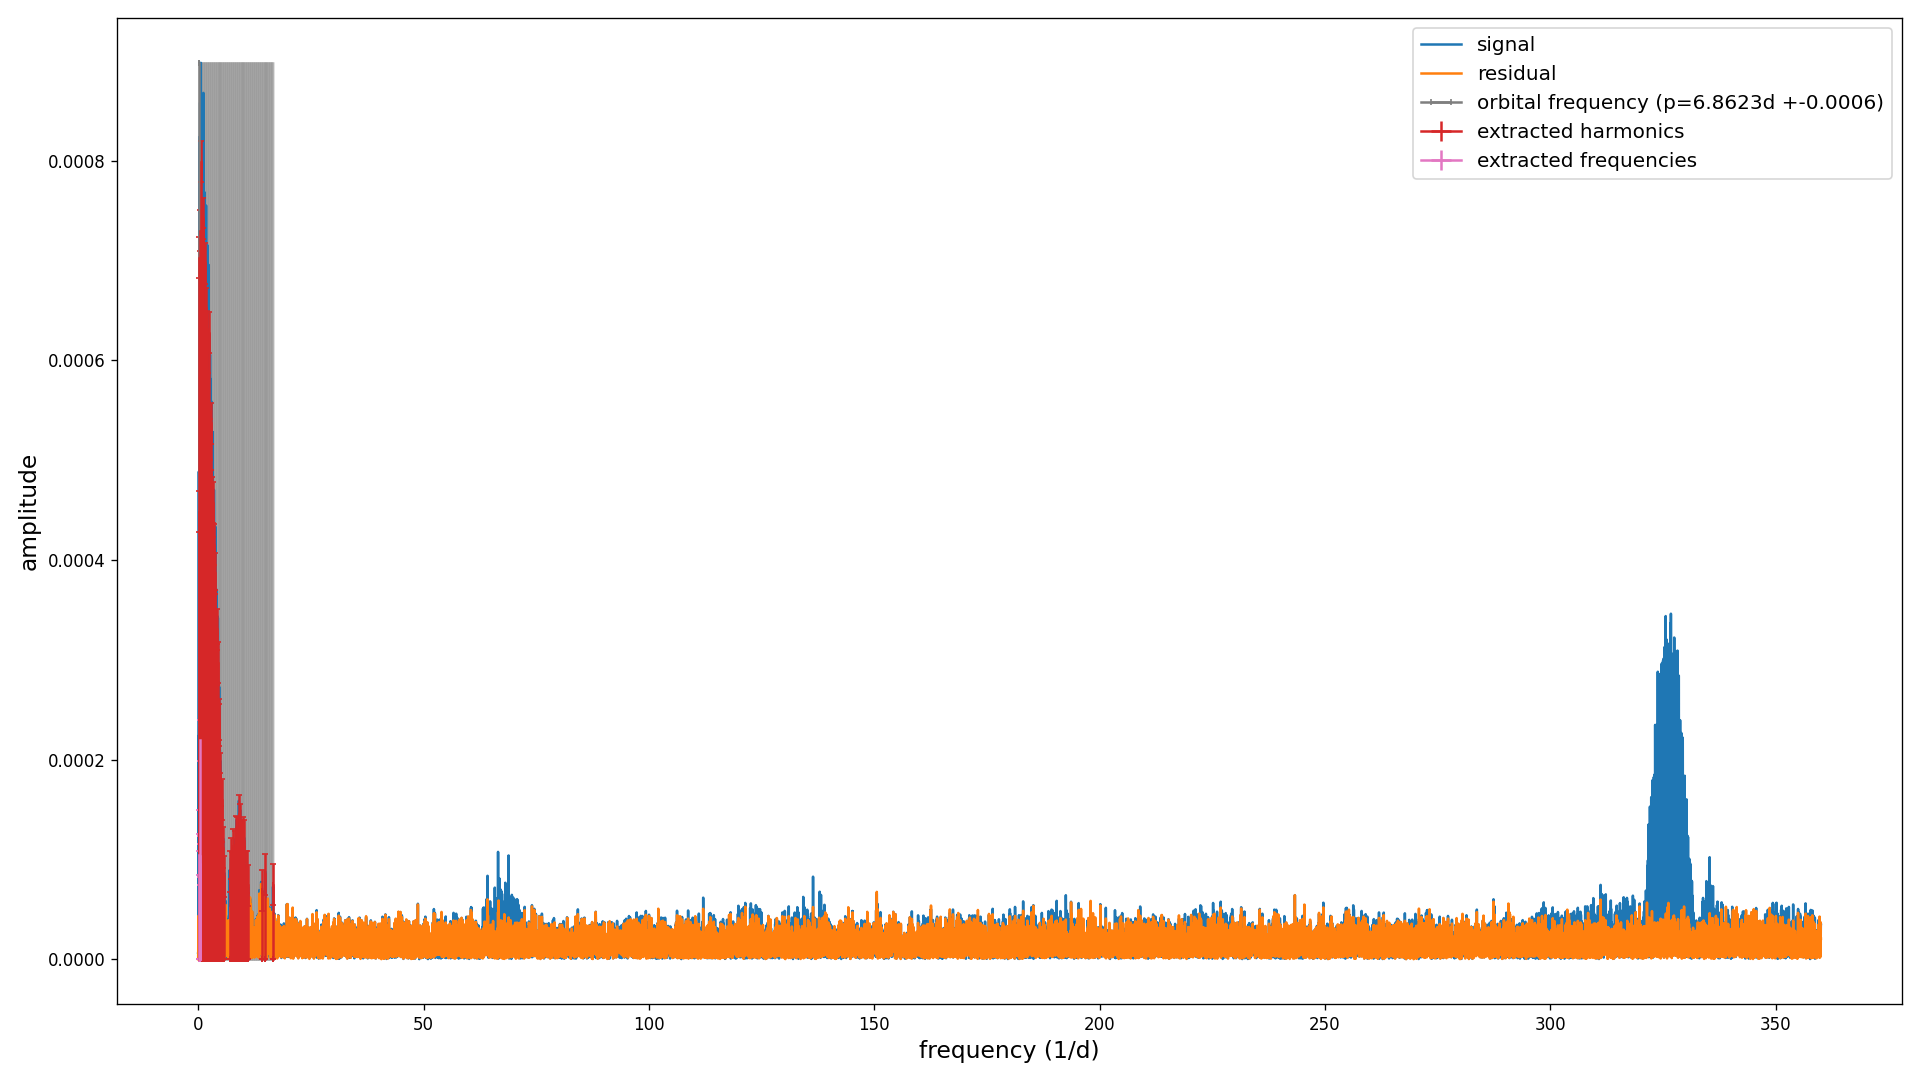 signal
residual
orbital frequency (p=6.8623d +-0.0006)
extracted harmonics
extracted frequencies
0.0008
0.0006
0.0004
0.0002
0.0000
amplitude
0 50 100 150 200 250 300 350
frequency (1/d)